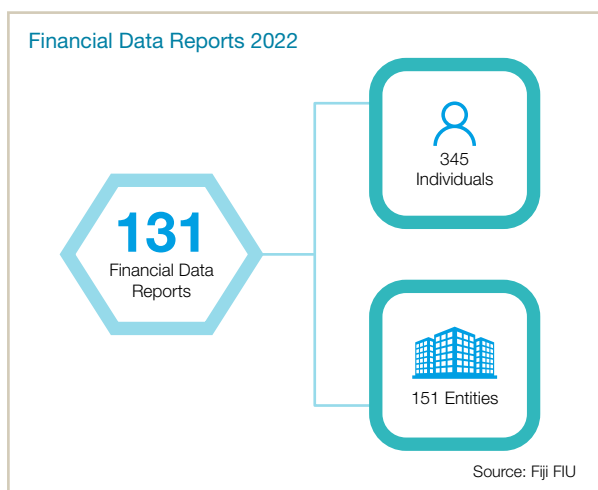 Financial Data Reports 2022
131
Financial Data
Reports
345
Individuals
151 Entities
Source: Fiji FIU